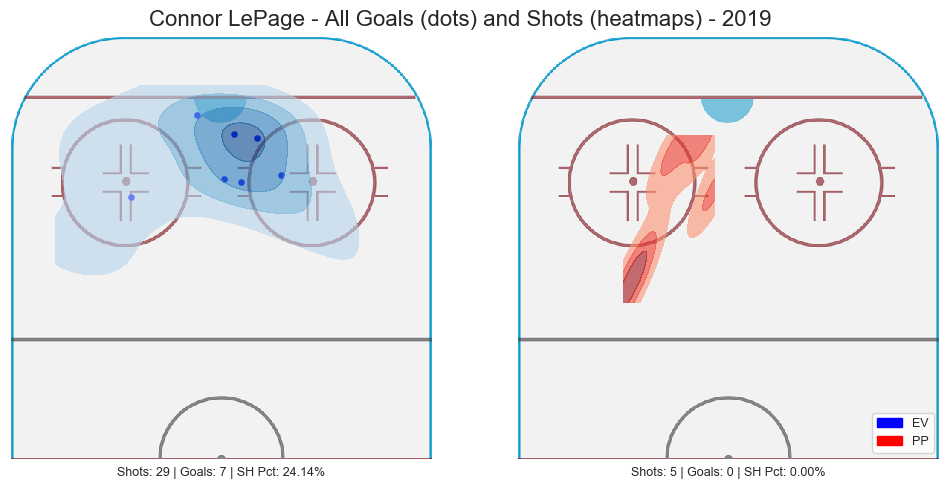 Connor LePage - All Goals (dots) and Shots (heatmaps) - 2019
EV
PP
Shots: 29 | Goals: 7 | SH Pct: 24.14%
Shots: 5 | Goals: 0 | SH Pct: 0.00%